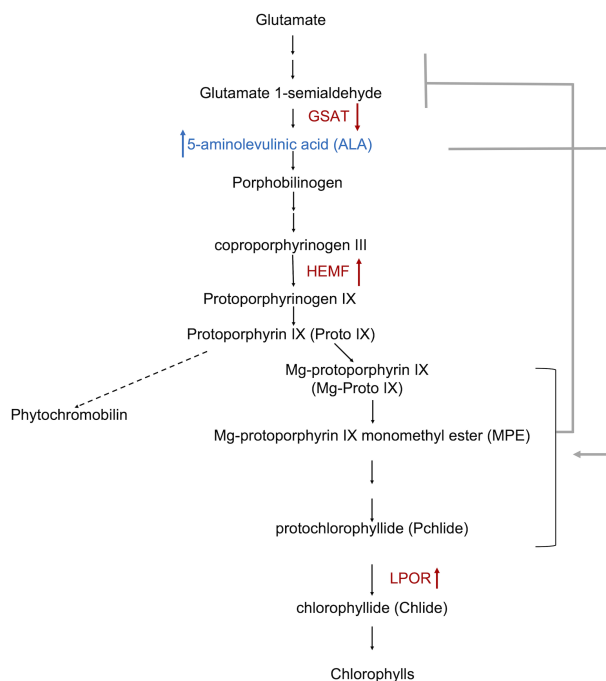 Glutamate
Glutamate 1-semialdehyde
GSAT
5-aminolevulinic acid (ALA)
Porphobilinogen
coproporphyrinogen III
HEMF
Protoporphyrinogen IX
Protoporphyrin IX (Proto IX)
Mg-protoporphyrin IX
(Mg-Proto IX)
Phytochromobilin
Mg-protoporphyrin IX monomethyl ester (MPE)
protochlorophyllide (Pchlide)
LPOR
chlorophyllide (Chlide)
Chlorophylls